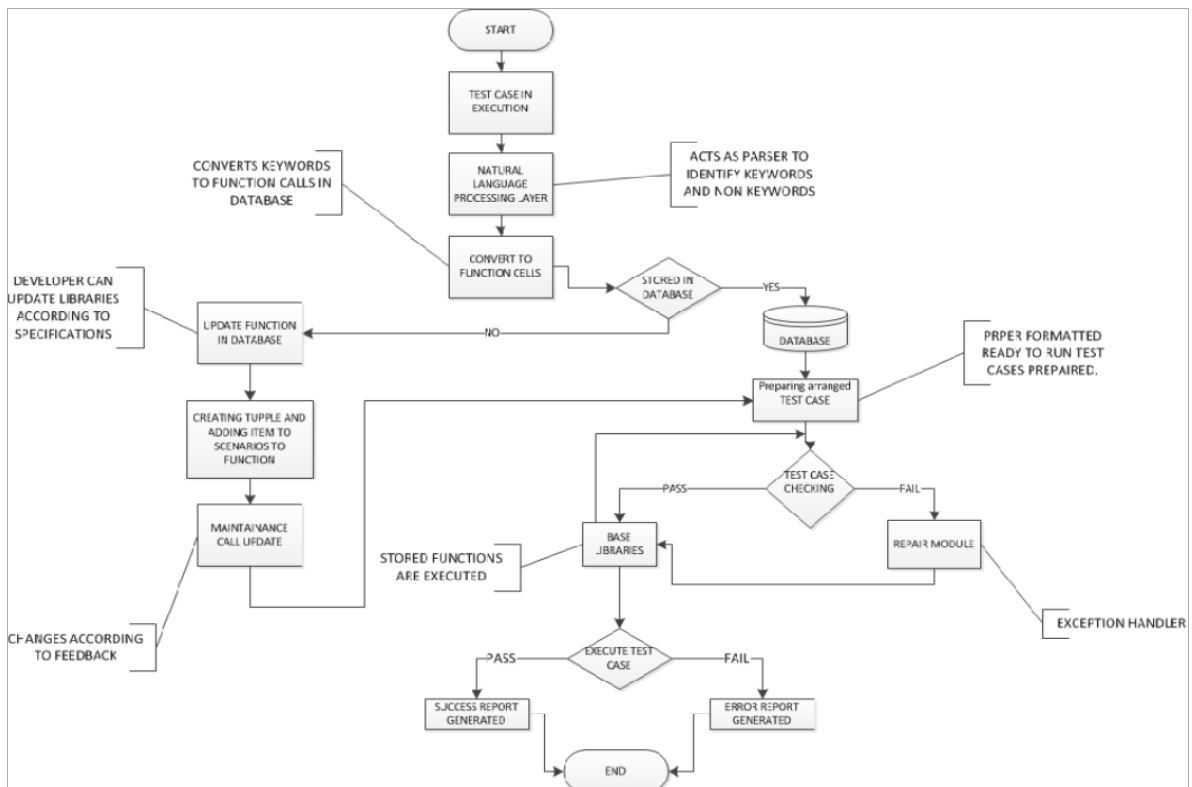 START
TEST CASE IN
EXECUTION
NATURAL
LANGUAGE
PROCESSING LAYER
ACTS AS PARSER TO
IDENTIFY KEYWORDS
AND NON KEYWORDS
CONVERTS KEYWORDS
TO FUNCTION CALLS IN
DATABASE
CONVERT TO
FUNCTION CELLS
STORED IN
DATABASE
YES
NO
DATABASE
DEVELOPER CAN
UPDATE LIBRARIES
ACCORDING TO
SPECIFICATIONS
UPDATE FUNCTION
IN DATABASE
PRPER FORMATTED
READY TO RUN TEST
CASES PREPAIRED.
Preparing arranged
TEST CASE
CREATING TUPPLE AND
ADDING ITEM TO
SCENARIOS TO
FUNCTION
TEST CASE
CHECKING
PASS
FAIL
MAINTAINANCE
CALL UPDATE
BASE
LIBRARIES
REPAIR MODULE
STORED FUNCTIONS
ARE EXECUTED
EXCEPTION HANDLER
CHANGES ACCORDING
TO FEEDBACK
EXECUTE TEST
CASE
PASS
FAIL
SUCCESS REPORT
GENERATED
ERROR REPORT
GENERATED
END